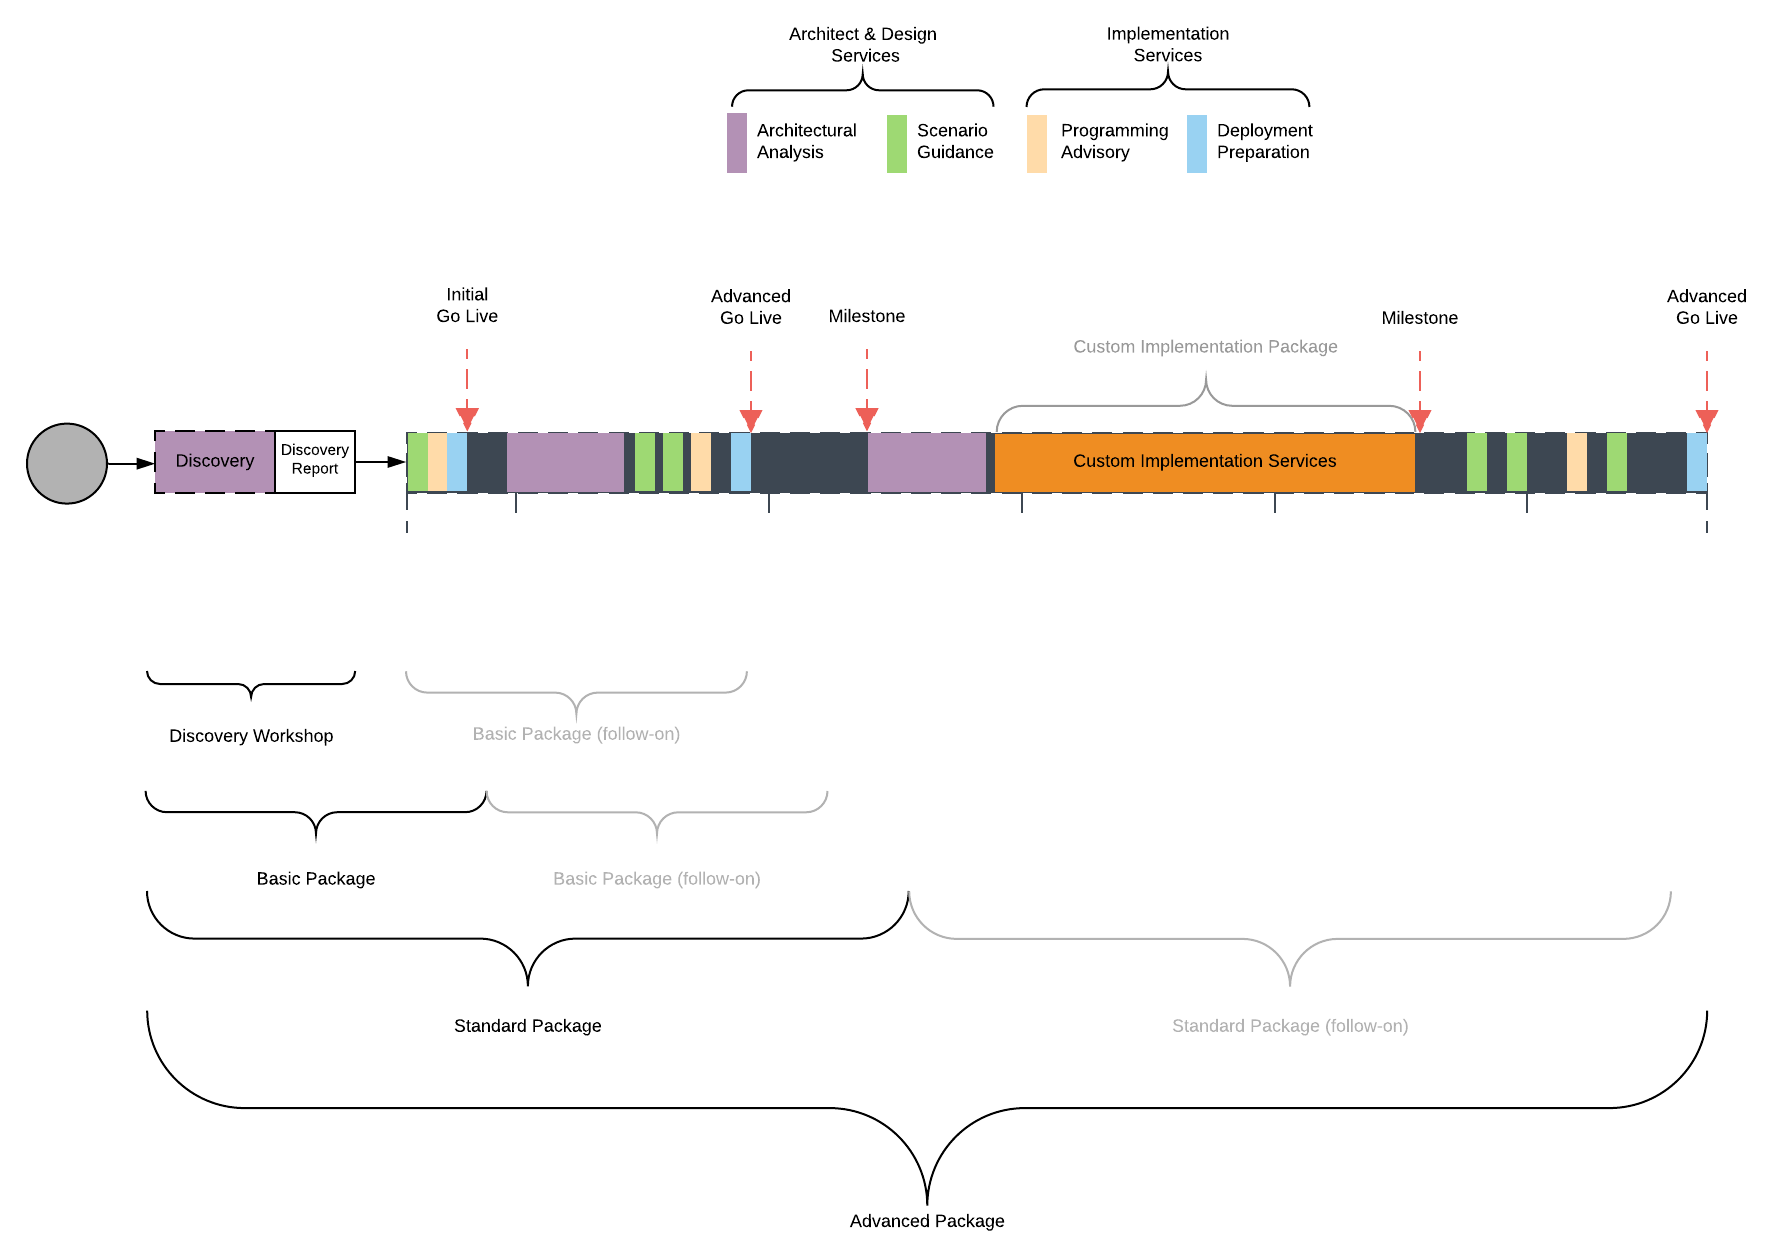 Architect & Design
Services
Implementation
Services
Architectural
Analysis
Scenario
Guidance
Programming
Advisory
Deployment
Preparation
Initial
Go Live
Advanced
Go Live
Milestone
Custom Implementation Package
Milestone
Advanced
Go Live
Discovery
Discovery
Report
Custom Implementation Services
Discovery Workshop
Basic Package (follow-on)
Basic Package
Basic Package (follow-on)
Standard Package
Standard Package (follow-on)
Advanced Package